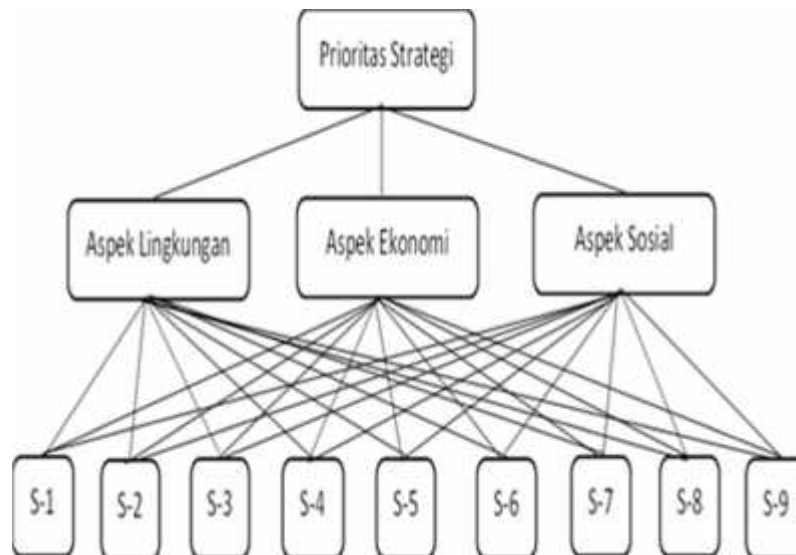 Prioritas Strategi
Aspek Lingkungan
Aspek Ekonomi
Aspek Sosial
S-1
S-2
S-3
S-4
S-5
S-6
S-7
S-8
S-9